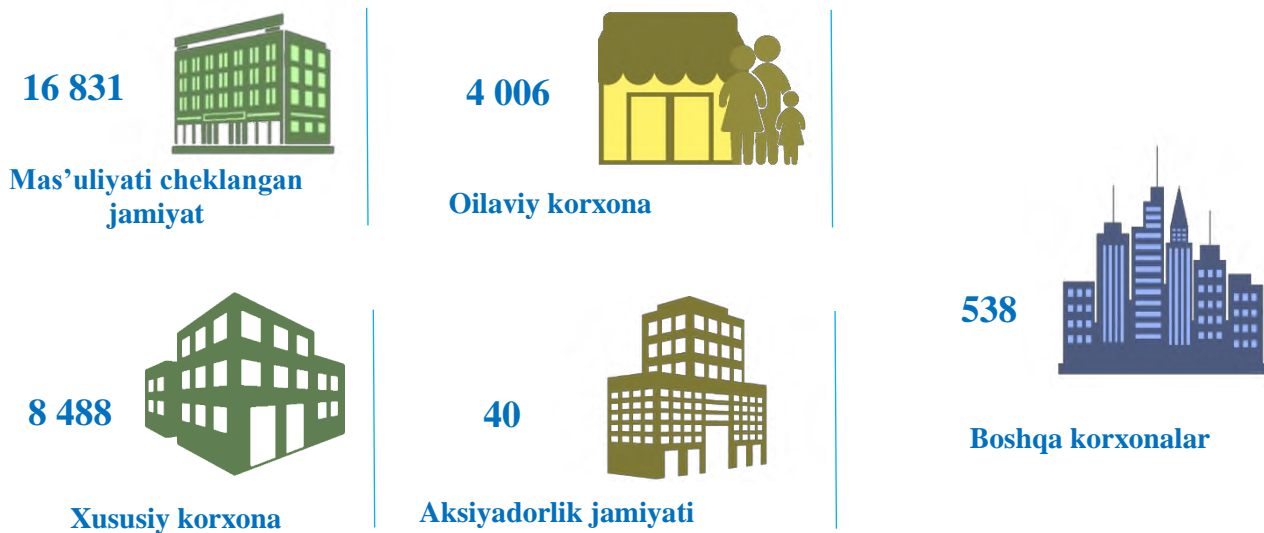 16 831
Mas’uliyati cheklangan
jamiyat
4 006
Oilaviy korxona
8 488
Xususiy korxona
40
Aksiyadorlik jamiyati
538
Boshqa korxonalar